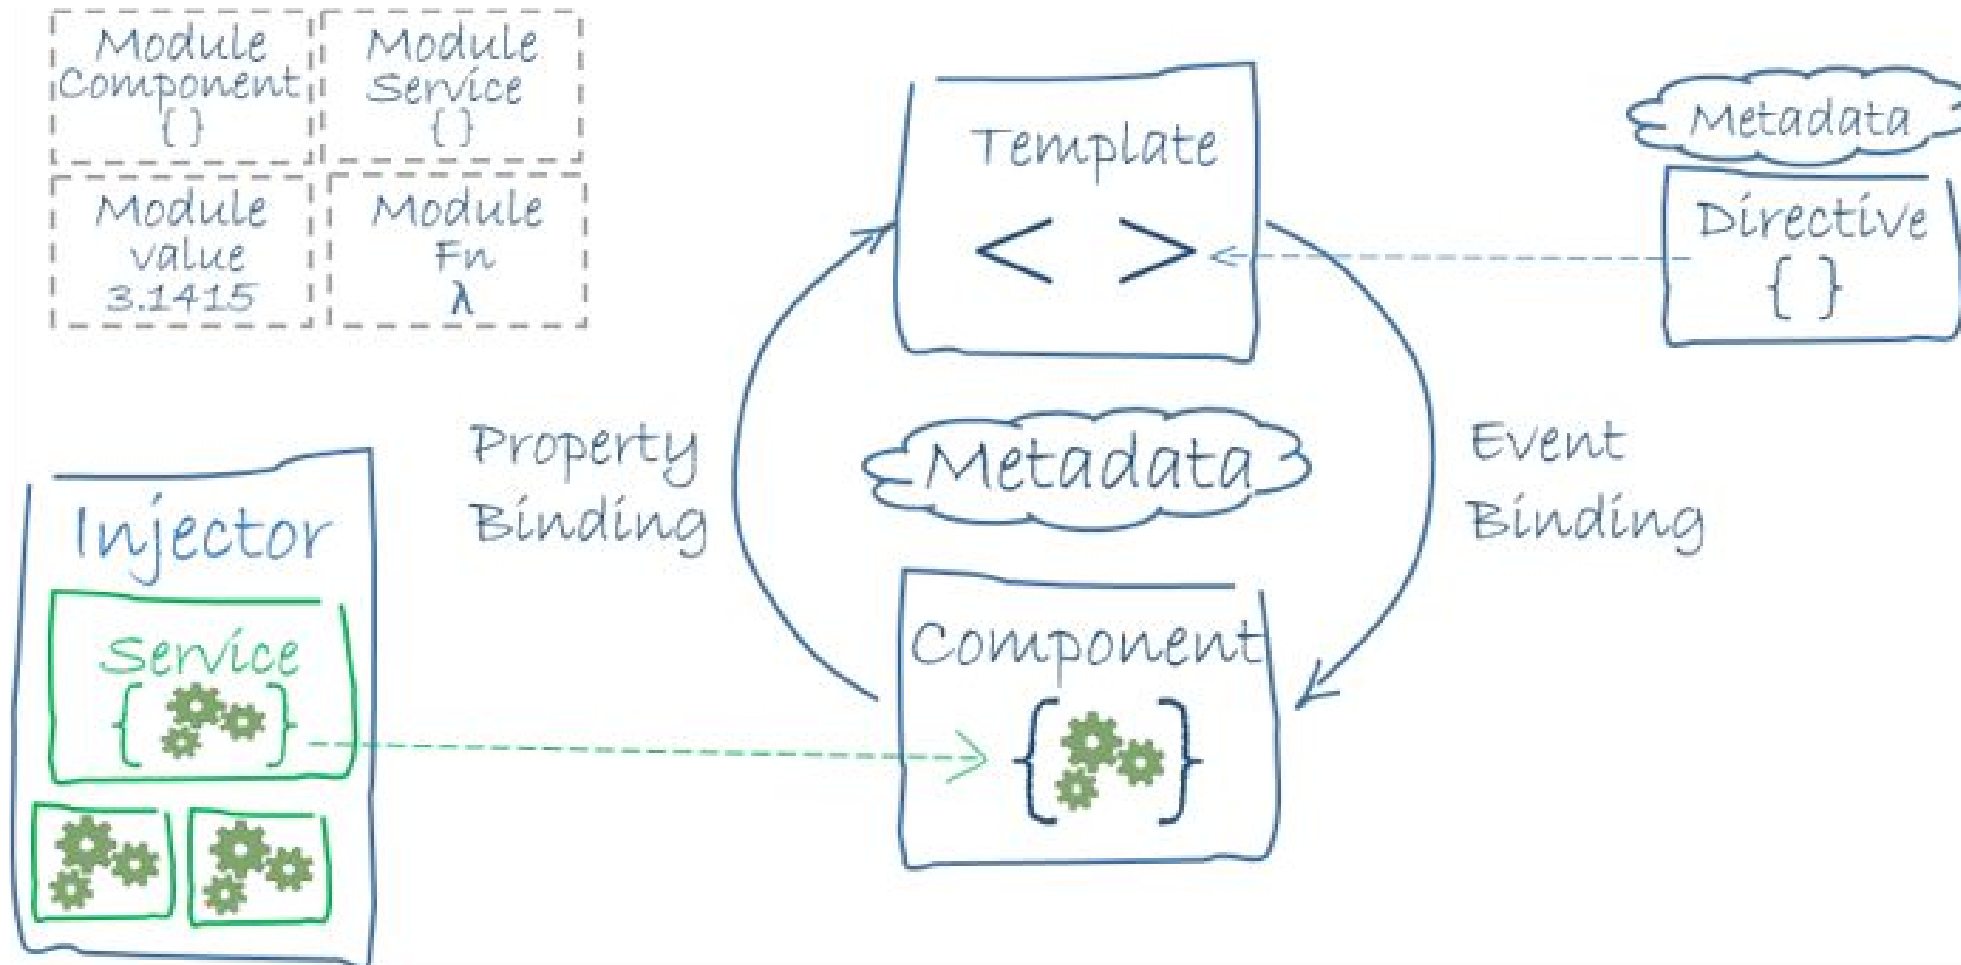 Module
Component
{ }
Module
Service
{ }
Module
value
3.1415
Module
Fn
λ
Template
< >
Metadata
Directive
{ }
Property
Binding
Metadata
Event
Binding
Injector
Service
{ }
Component
{ }